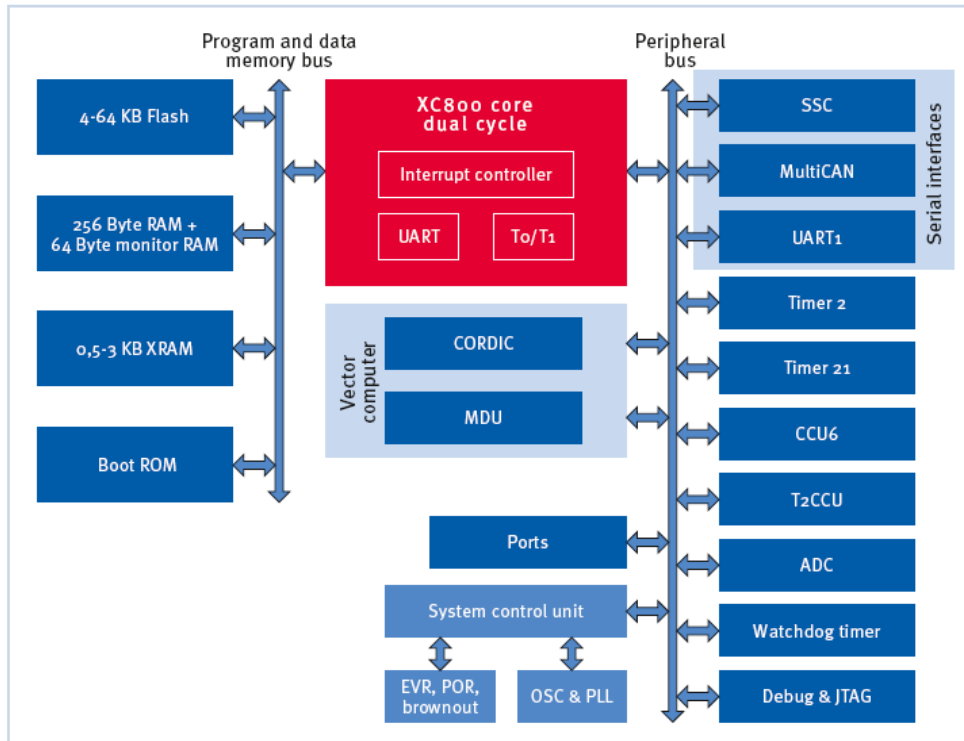 Program and data
memory bus
4-64 KB Flash
256 Byte RAM +
64 Byte monitor RAM
0,5-3 KB XRAM
Boot ROM
XC800 core
dual cycle
Interrupt controller
UART
T0/T1
Vector
computer
CORDIC
MDU
Ports
System control unit
EVR, POR,
brownout
OSC & PLL
Peripheral
bus
SSC
MultiCAN
UART1
Serial interfaces
Timer 2
Timer 21
CCU6
T2CCU
ADC
Watchdog timer
Debug & JTAG